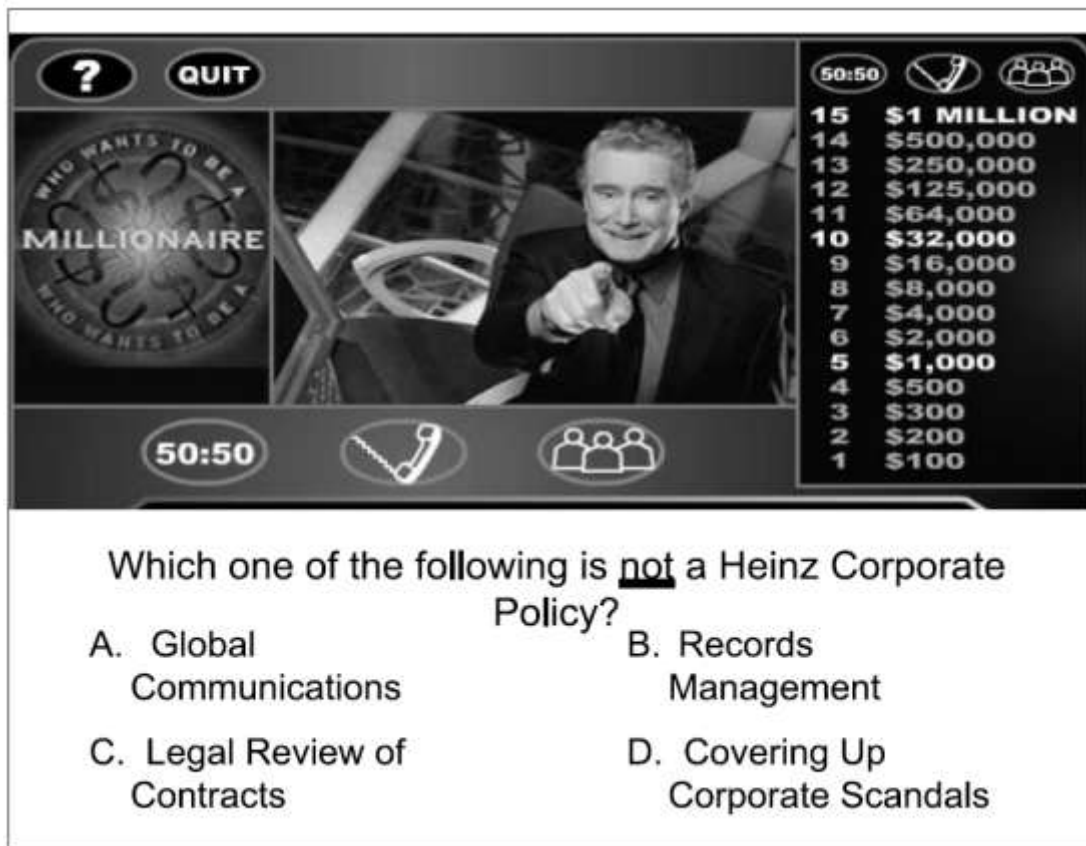 ?
QUIT
WHO WANTS TO BE A
MILLIONAIRE
WHO WANTS TO BE A
50:50
50:50
15 $1 MILLION
14 $500,000
13 $250,000
12 $125,000
11 $64,000
10 $32,000
9 $16,000
8 $8,000
7 $4,000
6 $2,000
5 $1,000
4 $500
3 $300
2 $200
1 $100
Which one of the following is not a Heinz Corporate
Policy?
A. Global
Communications
B. Records
Management
C. Legal Review of
Contracts
D. Covering Up
Corporate Scandals